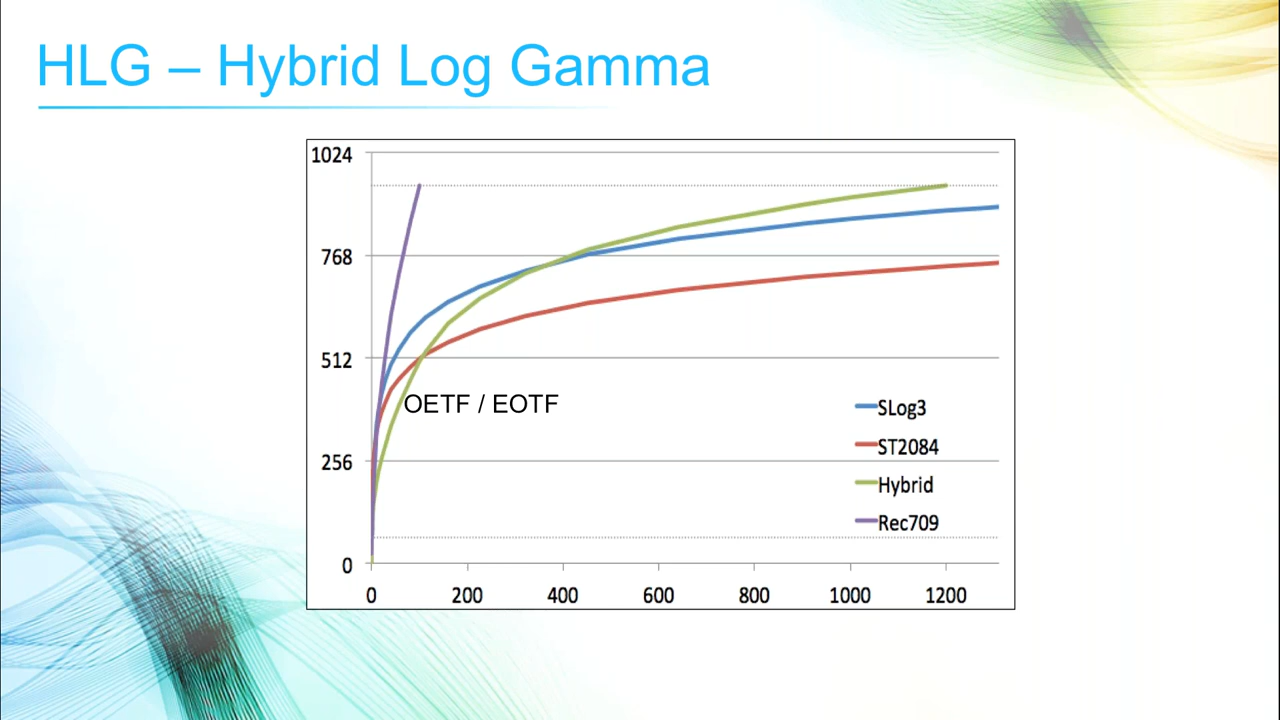 HLG – Hybrid Log Gamma
1024
768
512
256
0
OETF / EOTF
SLog3
ST2084
Hybrid
Rec709
0 200 400 600 800 1000 1200